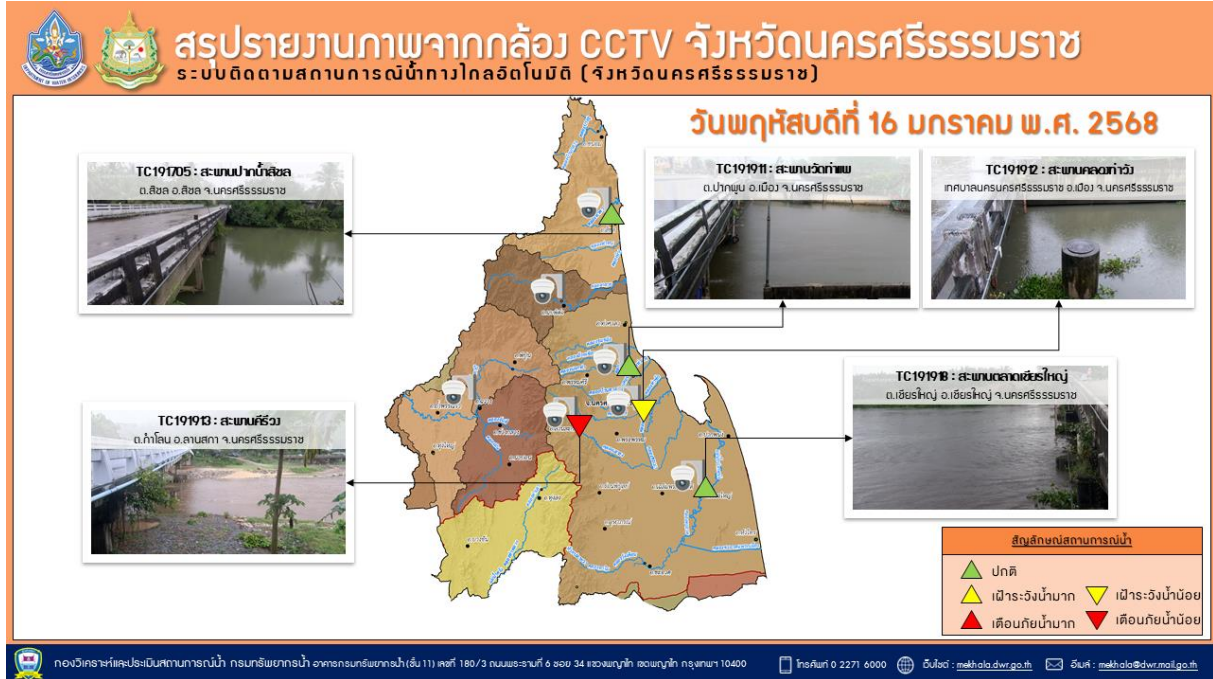 สรุปรายงานภาพจากกล้อง CCTV จังหวัดนครศรีธรรมราช
ระบบติดตามสถานการณ์น้ำทางไกลอัตโนมัติ (จังหวัดนครศรีธรรมราช)
วันพฤหัสบดีที่ 16 มกราคม พ.ศ. 2568
TC191705 : สะพานปากน้ำสิชล
ต.สิชล อ.สิชล จ.นครศรีธรรมราช
TC191911 : สะพานวัดท่าแพ
ต.ปากพูน อ.เมือง จ.นครศรีธรรมราช
TC191912 : สะพานคลองท่าวัง
เทศบาลนครนครศรีธรรมราช อ.เมือง จ.นครศรีธรรมราช
TC191918 : สะพานตลาดเชียรใหญ่
ต.เชียรใหญ่ อ.เชียรใหญ่ จ.นครศรีธรรมราช
TC191913 : สะพานคีรีวง
ต.กำโลน อ.ลานสกา จ.นครศรีธรรมราช
สัญลักษณ์สถานการณ์น้ำ
ปกติ
เฝ้าระวังน้ำมาก
เฝ้าระวังน้ำน้อย
เตือนภัยน้ำมาก
เตือนภัยน้ำน้อย
กองวิเคราะห์และประเมินสถานการณ์น้ำ กรมทรัพยากรน้ำ อาคารกรมทรัพยากรน้ำ (ชั้น 11) เลขที่ 180/3 ถนนพระรามที่ 6 ซอย 34 แขวงพญาไท เขตพญาไท กรุงเทพฯ 10400
โทรศัพท์ 0 2271 6000
เว็บไซต์ : mekhala.dwr.go.th
อีเมล์ : mekhala@dwr.mail.go.th